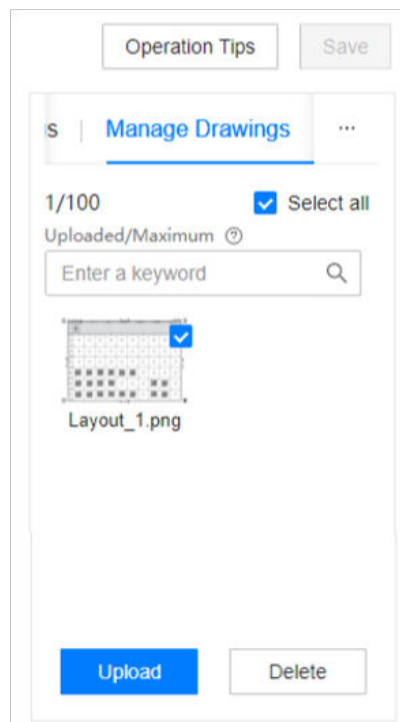 Operation Tips Save
s | Manage Drawings ...
1/100 Select all
Uploaded/Maximum ?
Enter a keyword
Layout_1.png
Upload Delete